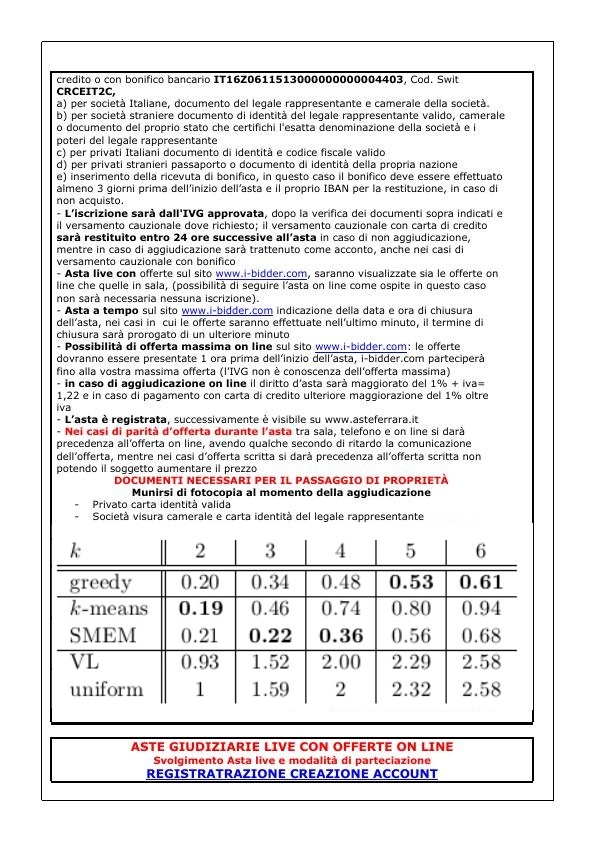 credito o con bonifico bancario IT16Z0611513000000000004403, Cod. Swit
CRCEIT2C,
a) per società Italiane, documento del legale rappresentante e camerale della società.
b) per società straniere documento di identità del legale rappresentante valido, camerale
o documento del proprio stato che certifichi l'esatta denominazione della società e i
poteri del legale rappresentante
c) per privati Italiani documento di identità e codice fiscale valido
d) per privati stranieri passaporto o documento di identità della propria nazione
e) inserimento della ricevuta di bonifico, in questo caso il bonifico deve essere effettuato
almeno 3 giorni prima dell'inizio dell'asta e il proprio IBAN per la restituzione, in caso di
non acquisto.
- L'iscrizione sarà dall'IVG approvata, dopo la verifica dei documenti sopra indicati e
il versamento cauzionale dove richiesto; il versamento cauzionale con carta di credito
sarà restituito entro 24 ore successive all'asta in caso di non aggiudicazione,
mentre in caso di aggiudicazione sarà trattenuto come acconto, anche nei casi di
versamento cauzionale con bonifico
- Asta live con offerte sul sito www.i-bidder.com, saranno visualizzate sia le offerte on
line che quelle in sala, (possibilità di seguire l'asta on line come ospite in questo caso
non sarà necessaria nessuna iscrizione).
- Asta a tempo sul sito www.i-bidder.com indicazione della data e ora di chiusura
dell'asta, nei casi in cui le offerte saranno effettuate nell'ultimo minuto, il termine di
chiusura sarà prorogato di un ulteriore minuto
- Possibilità di offerta massima on line sul sito www.i-bidder.com: le offerte
dovranno essere presentate 1 ora prima dell'inizio dell'asta, i-bidder.com parteciperà
fino alla vostra massima offerta (l'IVG non è conoscenza dell'offerta massima)
- in caso di aggiudicazione on line il diritto d'asta sarà maggiorato del 1% + iva=
1,22 e in caso di pagamento con carta di credito ulteriore maggiorazione del 1% oltre
iva
- L'asta è registrata, successivamente è visibile su www.asteferrara.it
- Nei casi di parità d'offerta durante l'asta tra sala, telefono e on line si darà
precedenza all'offerta on line, avendo qualche secondo di ritardo la comunicazione
dell'offerta, mentre nei casi d'offerta scritta si darà precedenza all'offerta scritta non
potendo il soggetto aumentare il prezzo
DOCUMENTI NECESSARI PER IL PASSAGGIO DI PROPRIETÀ
Munirsi di fotocopia al momento della aggiudicazione
- Privato carta identità valida
- Società visura camerale e carta identità del legale rappresentante
k 2 3 4 5 6
greedy 0.20 0.34 0.48 0.53 0.61
k-means 0.19 0.46 0.74 0.80 0.94
SMEM 0.21 0.22 0.36 0.56 0.68
VL 0.93 1.52 2.00 2.29 2.58
uniform 1 1.59 2 2.32 2.58
ASTE GIUDIZIARIE LIVE CON OFFERTE ON LINE
Svolgimento Asta live e modalità di parteciazione
REGISTRATRAZIONE CREAZIONE ACCOUNT